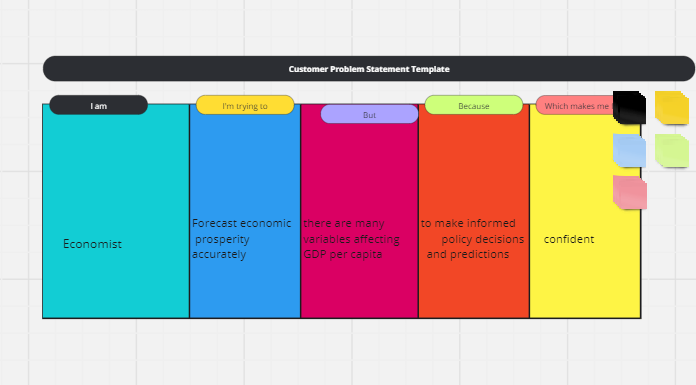 Customer Problem Statement Template
I am
I'm trying to
But
Because
Which makes me
Economist
Forecast economic
prosperity
accurately
there are many
variables affecting
GDP per capita
to make informed
policy decisions
and predictions
confident